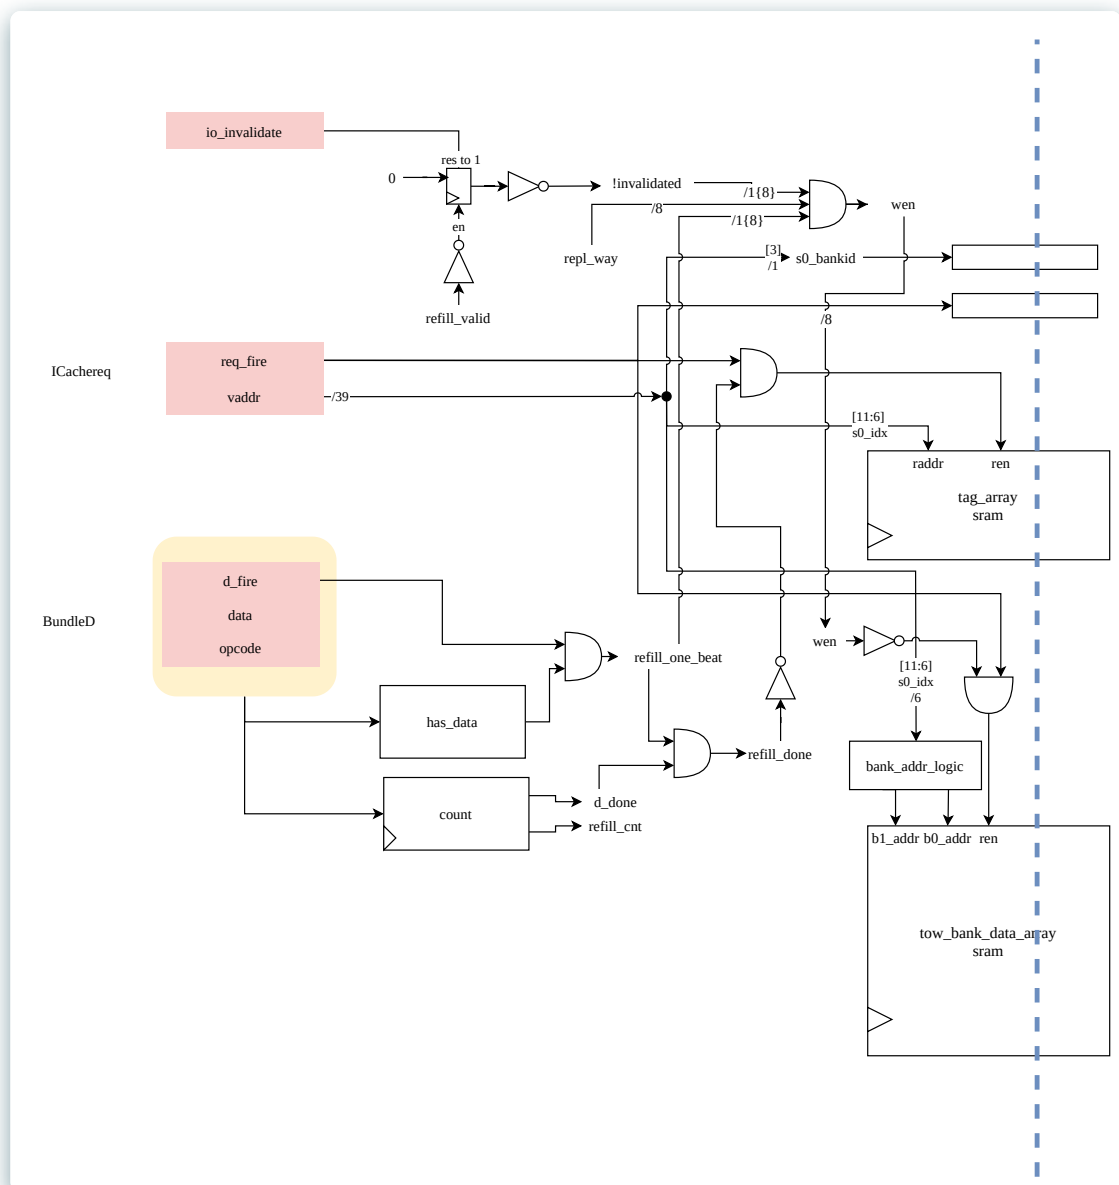 io_invalidate
res to 1
0
!invalidated
/1{8}
/8
wen
/1{8}
en
[3]
/1
s0_bankid
repl_way
refill_valid
/8
ICachereq
req_fire
vaddr
/39
[11:6]
s0_idx
raddr
ren
tag_array
sram
BundleD
d_fire
data
opcode
refill_one_beat
wen
[11:6]
s0_idx
/6
has_data
refill_done
bank_addr_logic
count
d_done
refill_cnt
b1_addr b0_addr ren
tow_bank_data_array
sram